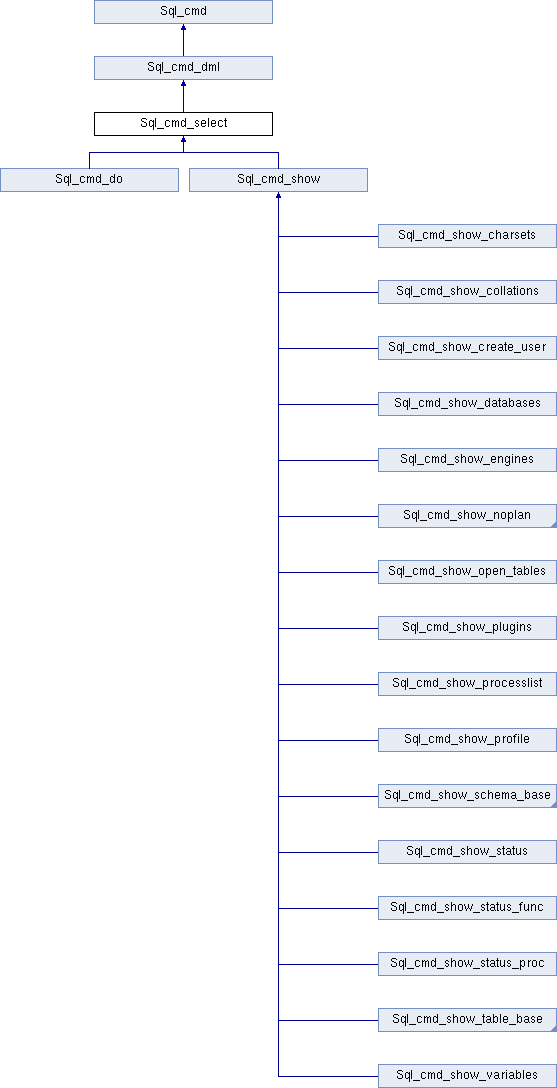 Sql_cmd
Sql_cmd_dml
Sql_cmd_select
Sql_cmd_do
Sql_cmd_show
Sql_cmd_show_charsets
Sql_cmd_show_collations
Sql_cmd_show_create_user
Sql_cmd_show_databases
Sql_cmd_show_engines
Sql_cmd_show_noplan
Sql_cmd_show_open_tables
Sql_cmd_show_plugins
Sql_cmd_show_processlist
Sql_cmd_show_profile
Sql_cmd_show_schema_base
Sql_cmd_show_status
Sql_cmd_show_status_func
Sql_cmd_show_status_proc
Sql_cmd_show_table_base
Sql_cmd_show_variables